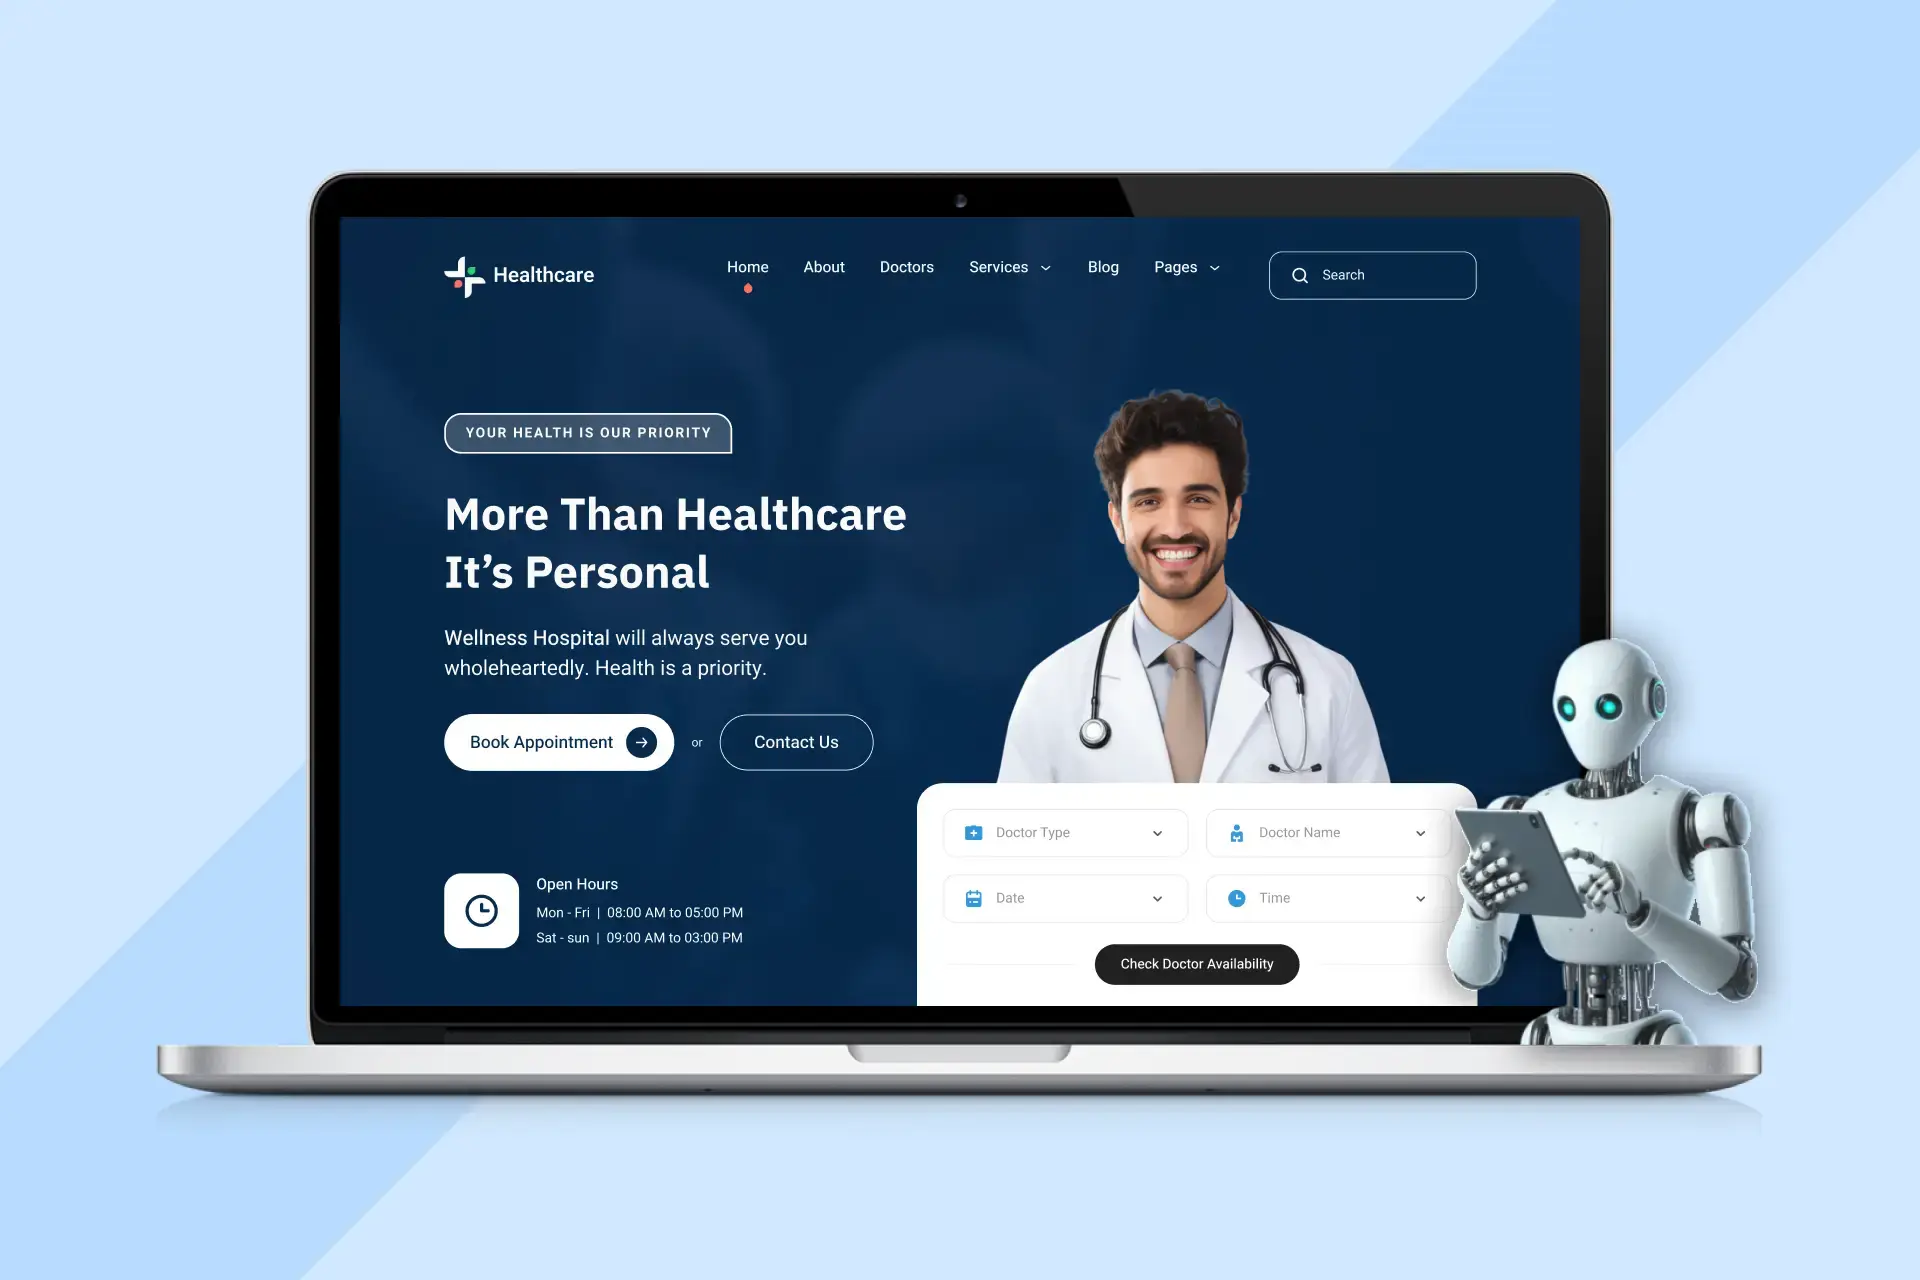 Healthcare
Home
About
Doctors
Services
Blog
Pages
Search
YOUR HEALTH IS OUR PRIORITY
More Than Healthcare
It's Personal
Wellness Hospital will always serve you
wholeheartedly. Health is a priority.
Book Appointment
or
Contact Us
Open Hours
Mon - Fri | 08:00 AM to 05:00 PM
Sat - sun | 09:00 AM to 03:00 PM
Doctor Type
Doctor Name
Date
Time
Check Doctor Availability